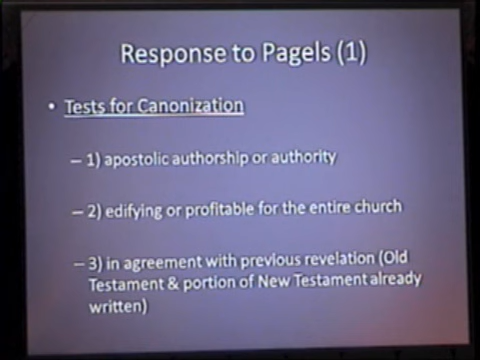 Response to Pagels (1)
• Tests for Canonization
– 1) apostolic authorship or authority
– 2) edifying or profitable for the entire church
– 3) in agreement with previous revelation (Old
Testament & portion of New Testament already
written)